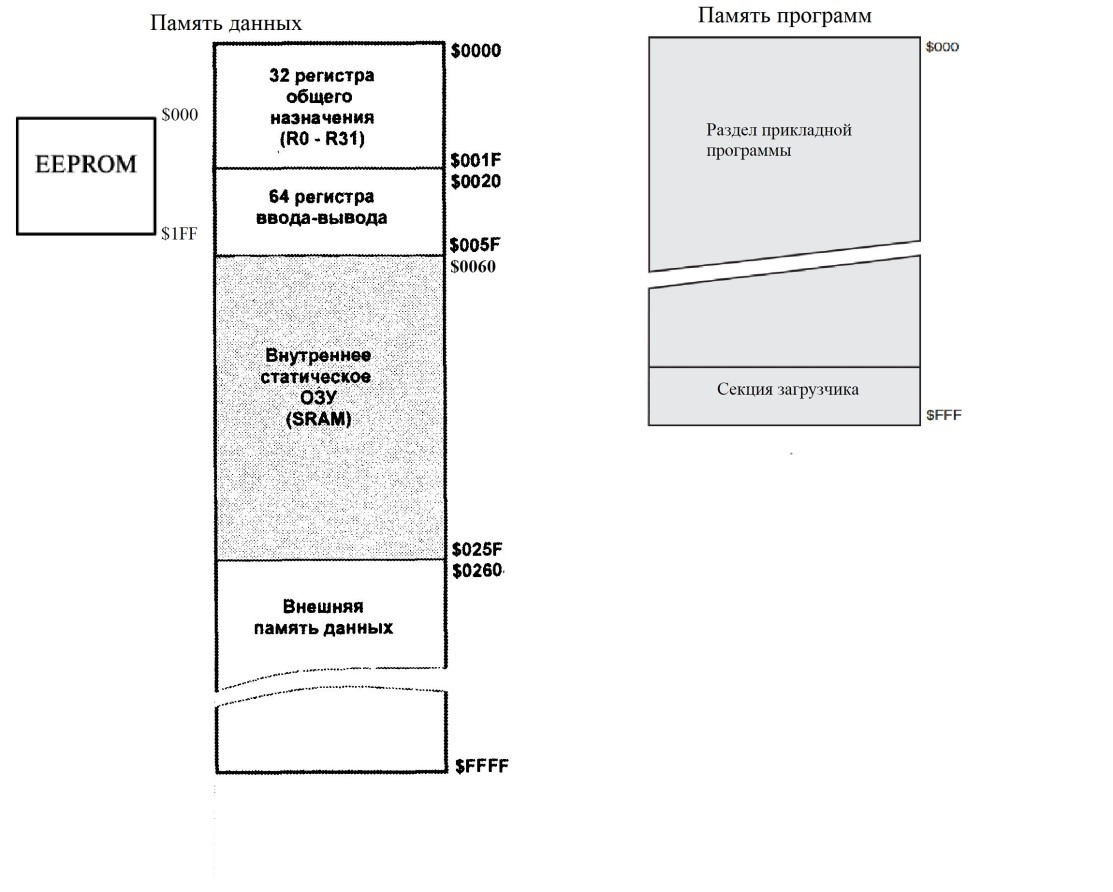 Память данных
$0000
32 регистра
общего
назначения
(R0 - R31)
$001F
$0020
64 регистра
ввода-вывода
$005F
$0060
Внутреннее
статическое
ОЗУ
(SRAM)
$025F
$0260
Внешняя
память данных
$FFFF
$000
EEPROM
$1FF
Память программ
$000
Раздел прикладной
программы
Секция загрузчика
$FFF